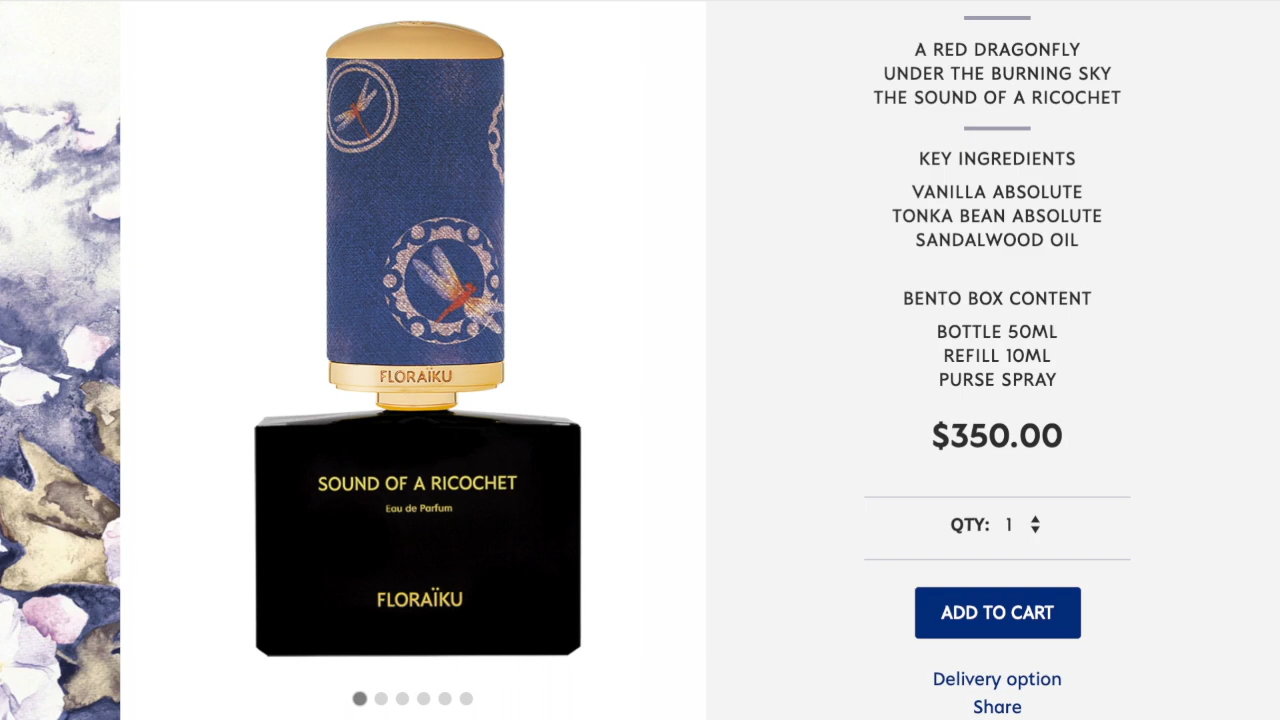 FLORAÏKU
SOUND OF A RICOCHET
Eau de Parfum
FLORAÏKU
A RED DRAGONFLY
UNDER THE BURNING SKY
THE SOUND OF A RICOCHET
KEY INGREDIENTS
VANILLA ABSOLUTE
TONKA BEAN ABSOLUTE
SANDALWOOD OIL
BENTO BOX CONTENT
BOTTLE 50ML
REFILL 10ML
PURSE SPRAY
$350.00
QTY: 1
ADD TO CART
Delivery option
Share